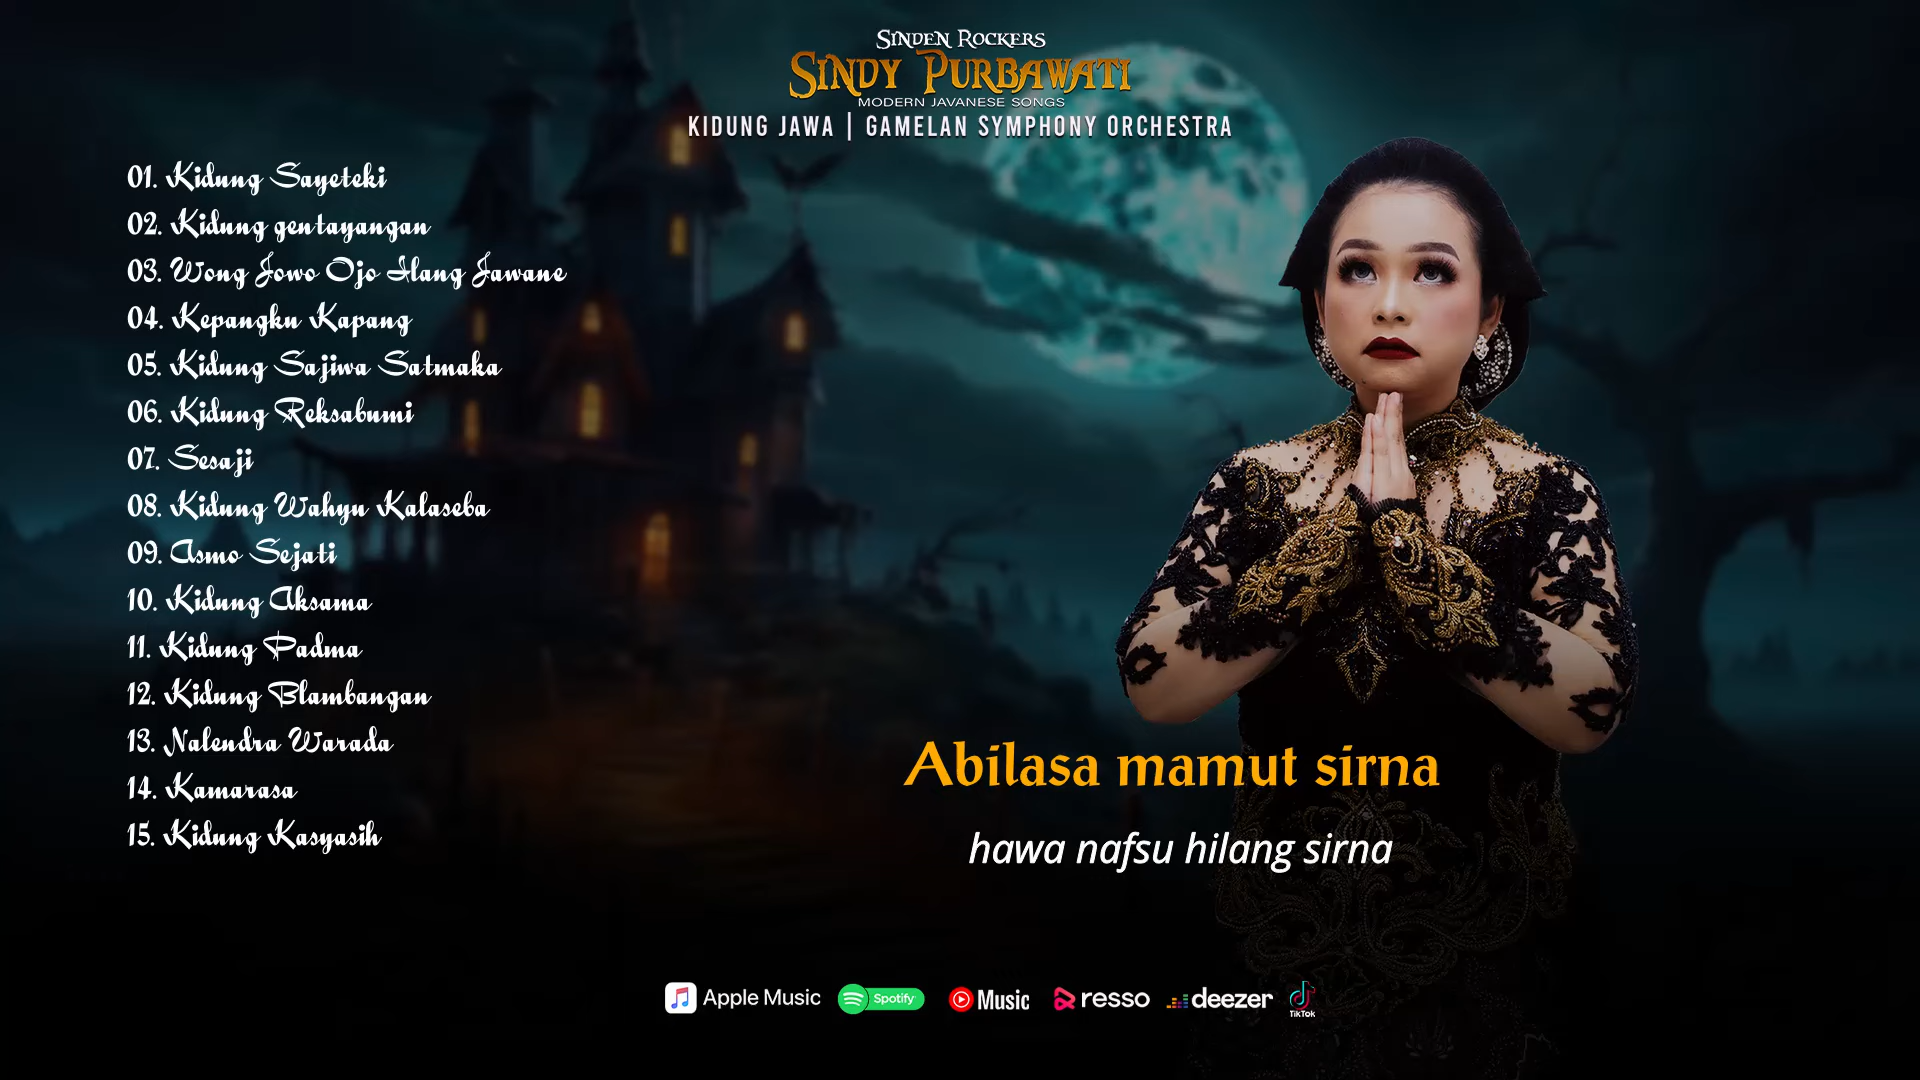 SINDEN ROCKERS
SINDY PURBAWATI
MODERN JAVANESE SONGS
KIDUNG JAWA | GAMELAN SYMPHONY ORCHESTRA
01. Kidung Sayeteki
02. Kidung gentayangan
03. Wong Jowo Ojo Ilang Jawane
04. Kepangku Kapang
05. Kidung Sajiwa Satmaka
06. Kidung Reksabumi
07. Sesaji
08. Kidung Wahyu Kalaseba
09. Asmo Sejati
10. Kidung Aksama
11. Kidung Padma
12. Kidung Blambangan
13. Nalendra Warada
14. Kamarasa
15. Kidung Kasyasih
Abilasa mamut sirna
hawa nafsu hilang sirna
Apple Music Spotify Music resso deezer TikTok